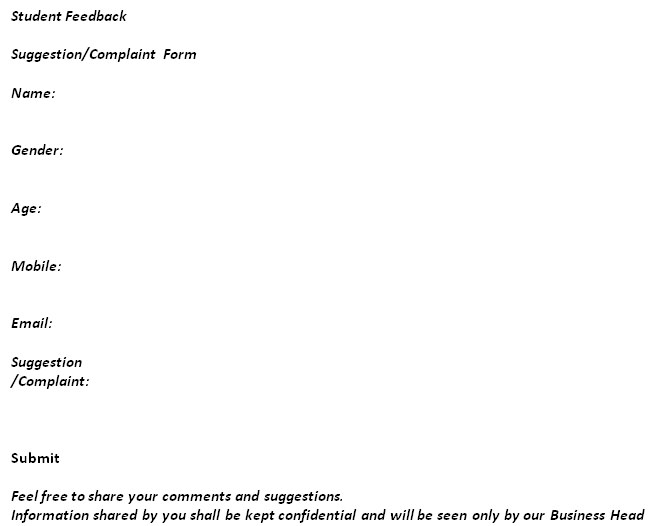 Student Feedback
Suggestion/Complaint Form
Name:
Gender:
Age:
Mobile:
Email:
Suggestion
/Complaint:
Submit
Feel free to share your comments and suggestions.
Information shared by you shall be kept confidential and will be seen only by our Business Head